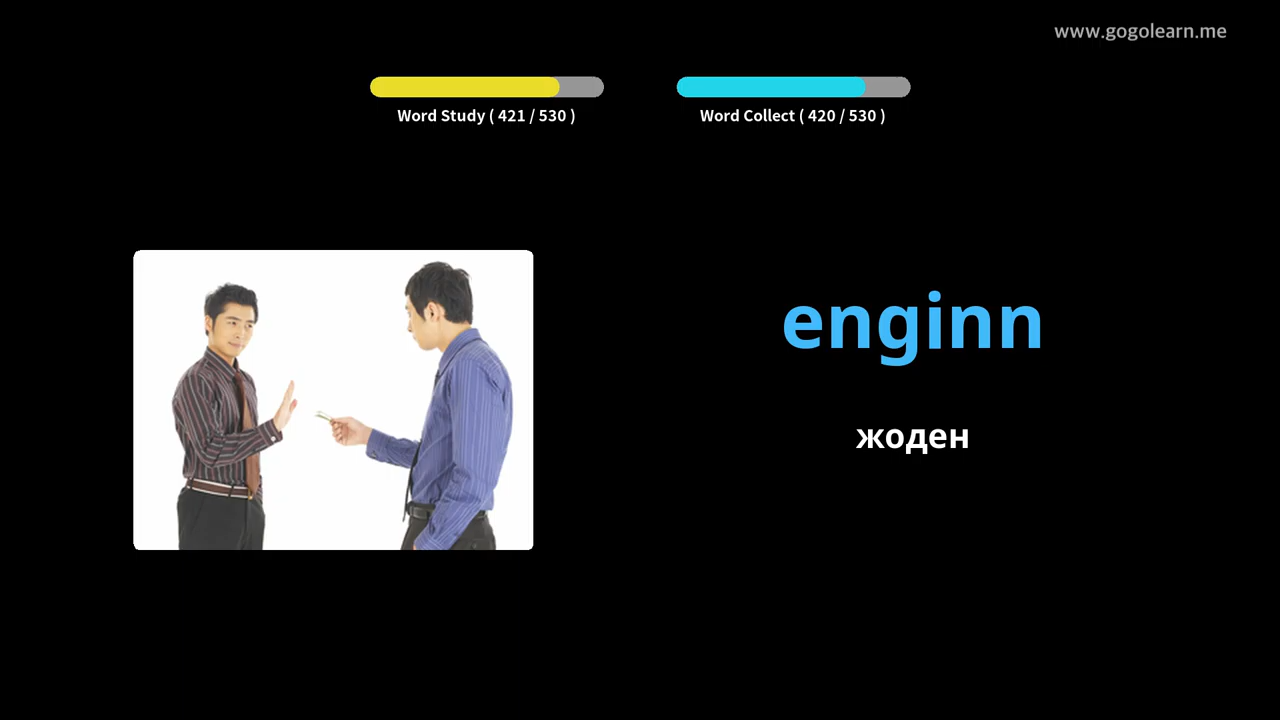 www.gogolearn.me
Word Study ( 421 / 530 )
Word Collect ( 420 / 530 )
enginn
жоден